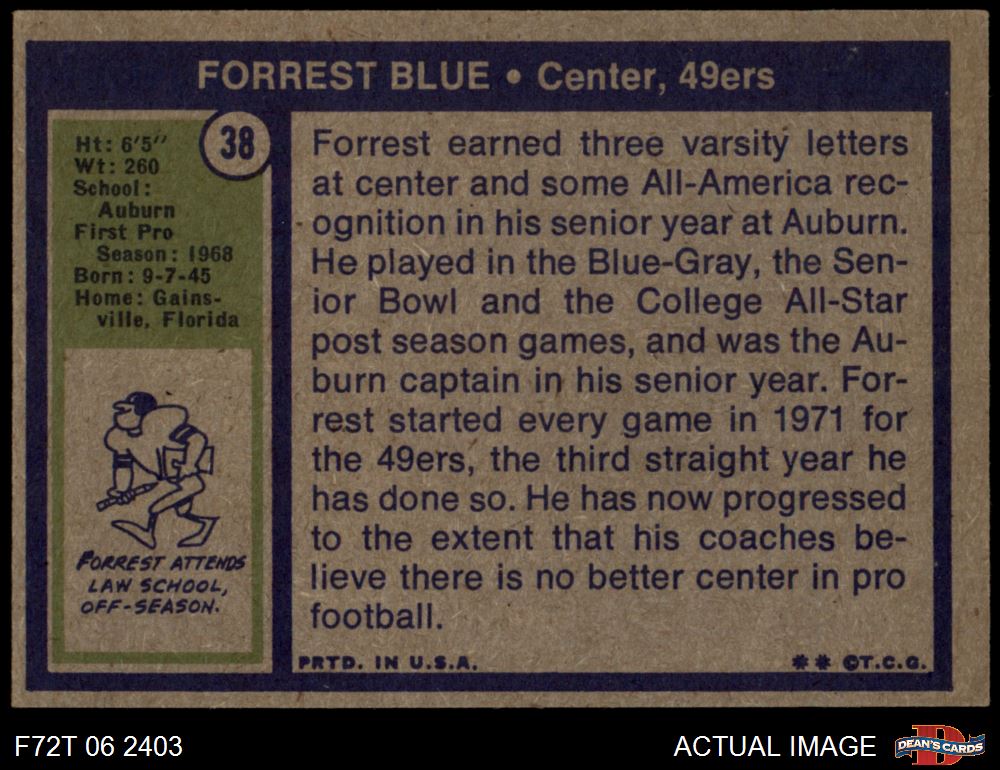 FORREST BLUE • Center, 49ers
38
Ht: 6'5"
Wt: 260
School:
Auburn
First Pro
Season: 1968
Born: 9-7-45
Home: Gains-
ville, Florida
FORREST ATTENDS
LAW SCHOOL,
OFF-SEASON.
Forrest earned three varsity letters
at center and some All-America rec-
ognition in his senior year at Auburn.
He played in the Blue-Gray, the Sen-
ior Bowl and the College All-Star
post season games, and was the Au-
burn captain in his senior year. For-
rest started every game in 1971 for
the 49ers, the third straight year he
has done so. He has now progressed
to the extent that his coaches be-
lieve there is no better center in pro
football.
PRTD. IN U.S.A.
** ©T.C.G.
F72T 06 2403
ACTUAL IMAGE
D
DEAN'S CARDS